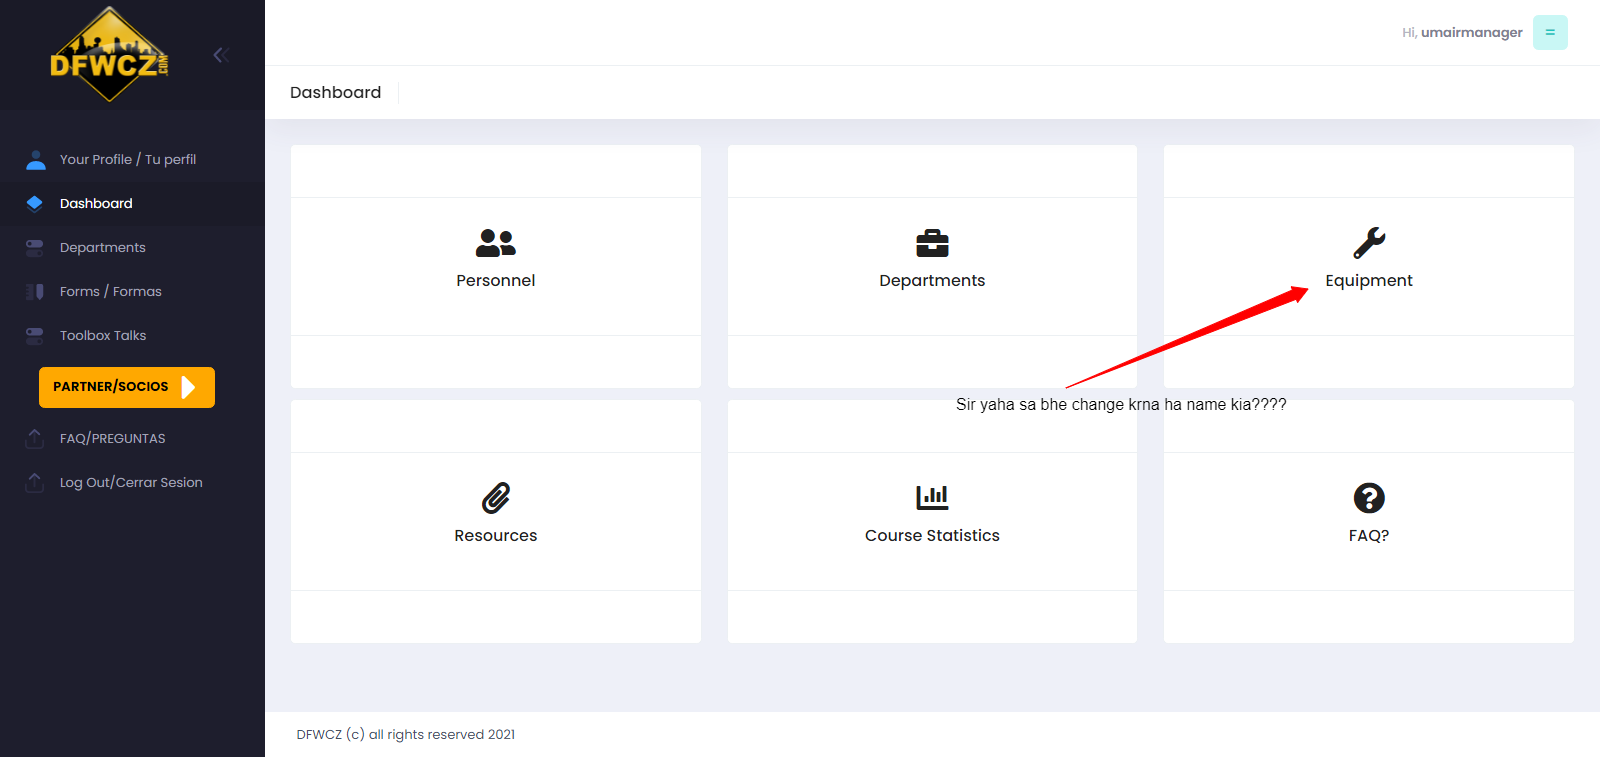 DFWCZ.COM
Hi, umairmanager
Dashboard
Your Profile / Tu perfil
Dashboard
Departments
Forms / Formas
Toolbox Talks
PARTNER/SOCIOS
FAQ/PREGUNTAS
Log Out/Cerrar Sesion
Personnel
Departments
Equipment
Sir yaha sa bhe change krna ha name kia????
Resources
Course Statistics
FAQ?
DFWCZ (c) all rights reserved 2021